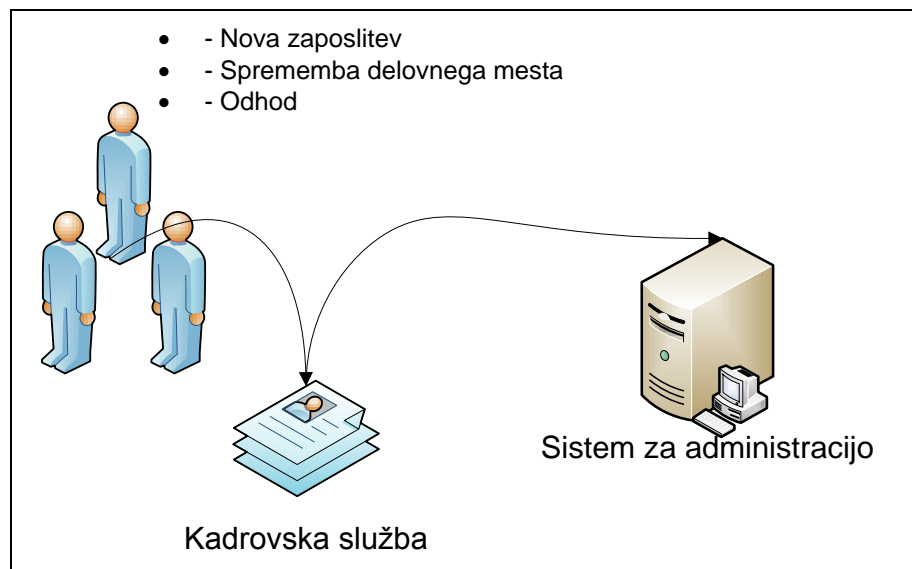 • - Nova zaposlitev
• - Sprememba delovnega mesta
• - Odhod
Sistem za administracijo
Kadrovska služba